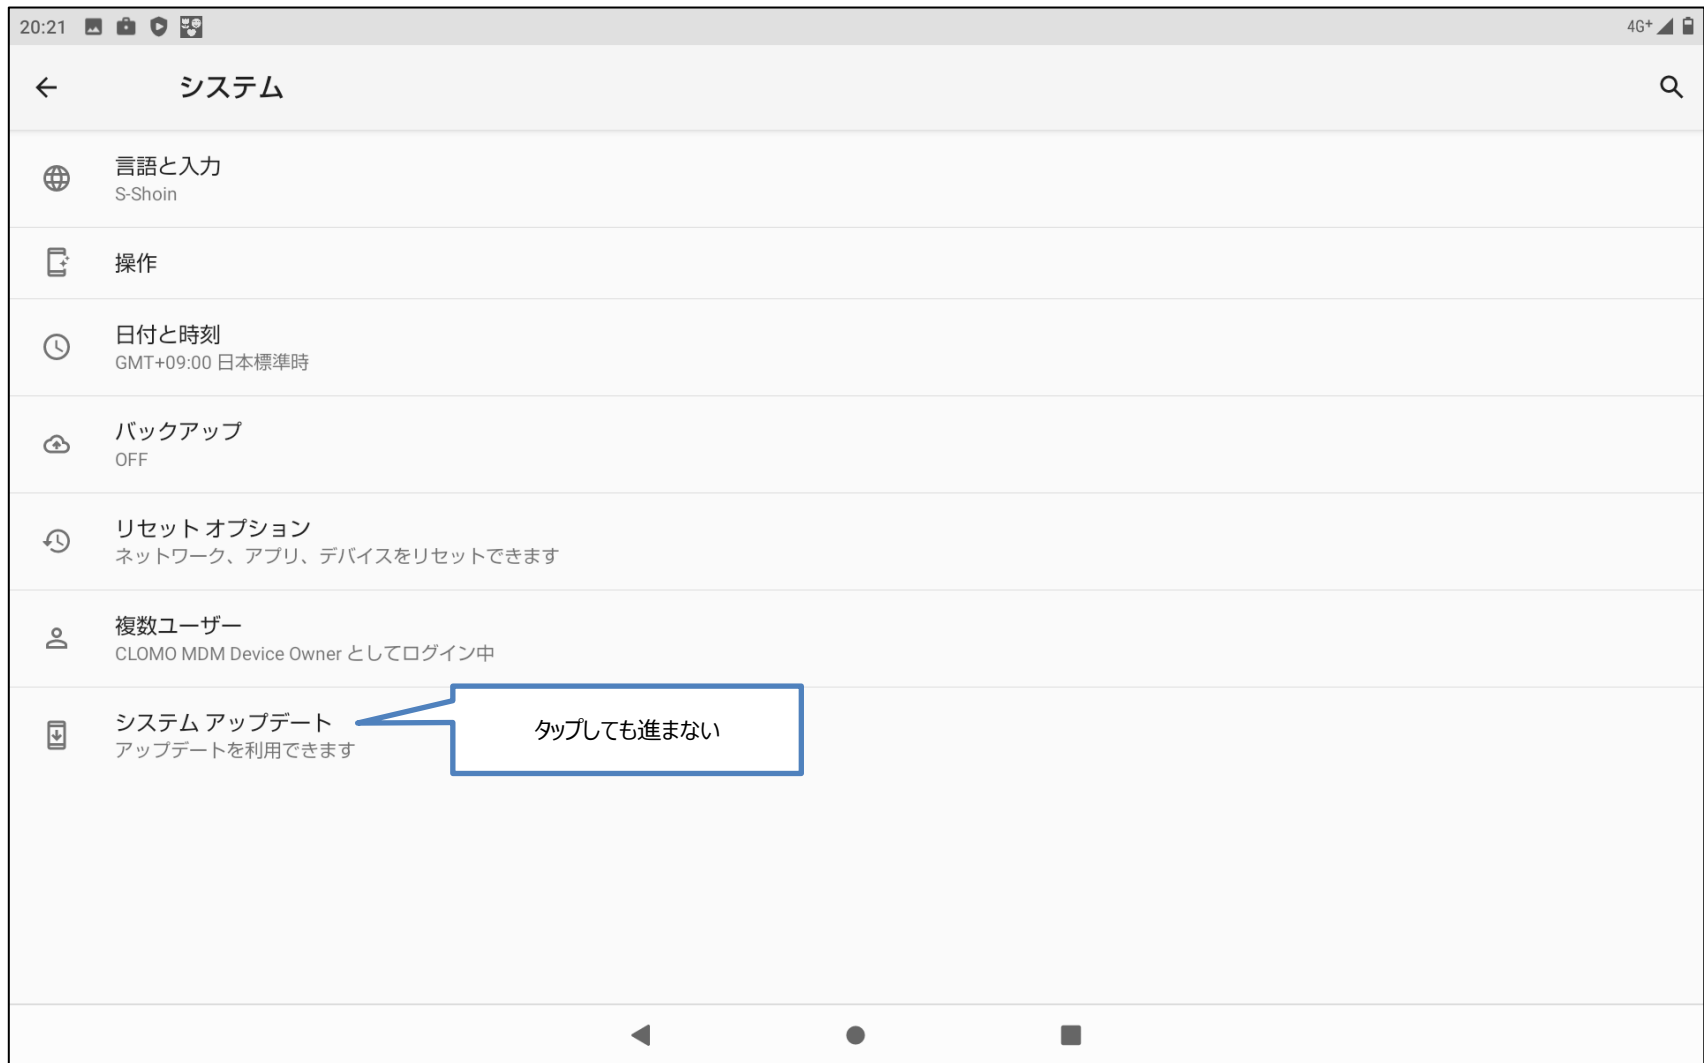 20:21
4G+
システム
言語と入力
S-Shoin
操作
日付と時刻
GMT+09:00 日本標準時
バックアップ
OFF
リセット オプション
ネットワーク、アプリ、デバイスをリセットできます
複数ユーザー
CLOMO MDM Device Owner としてログイン中
システム アップデート
アップデートを利用できます
タップしても進まない